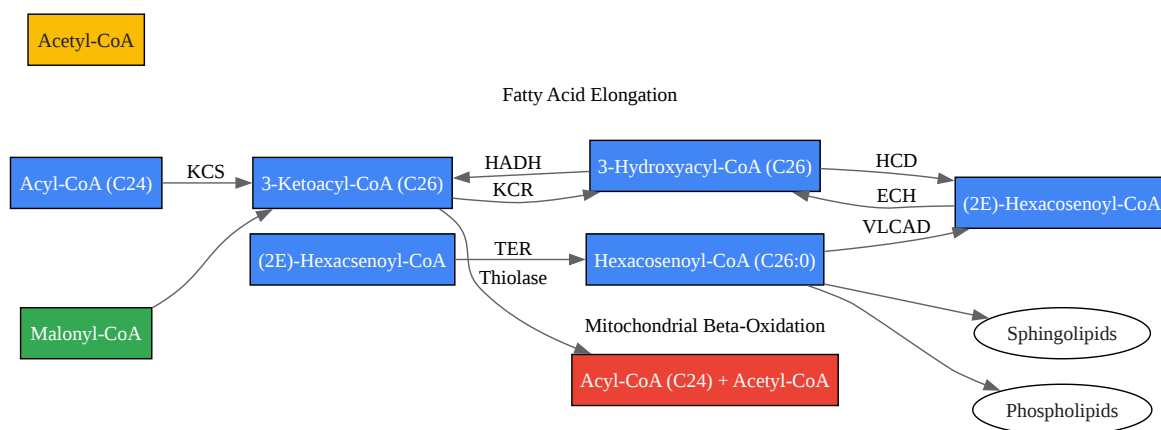 Acetyl-CoA
Fatty Acid Elongation
Acyl-CoA (C24)
KCS
3-Ketoacyl-CoA (C26)
HADH
KCR
3-Hydroxyacyl-CoA (C26)
HCD
ECH
(2E)-Hexacosenoyl-CoA
VLCAD
(2E)-Hexacsenoyl-CoA
TER
Hexacosenoyl-CoA (C26:0)
Thiolase
Malonyl-CoA
Mitochondrial Beta-Oxidation
Sphingolipids
Acyl-CoA (C24) + Acetyl-CoA
Phospholipids